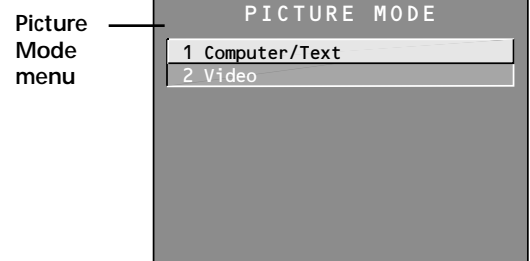 Picture
Mode
menu
PICTURE MODE
1 Computer/Text
2 Video